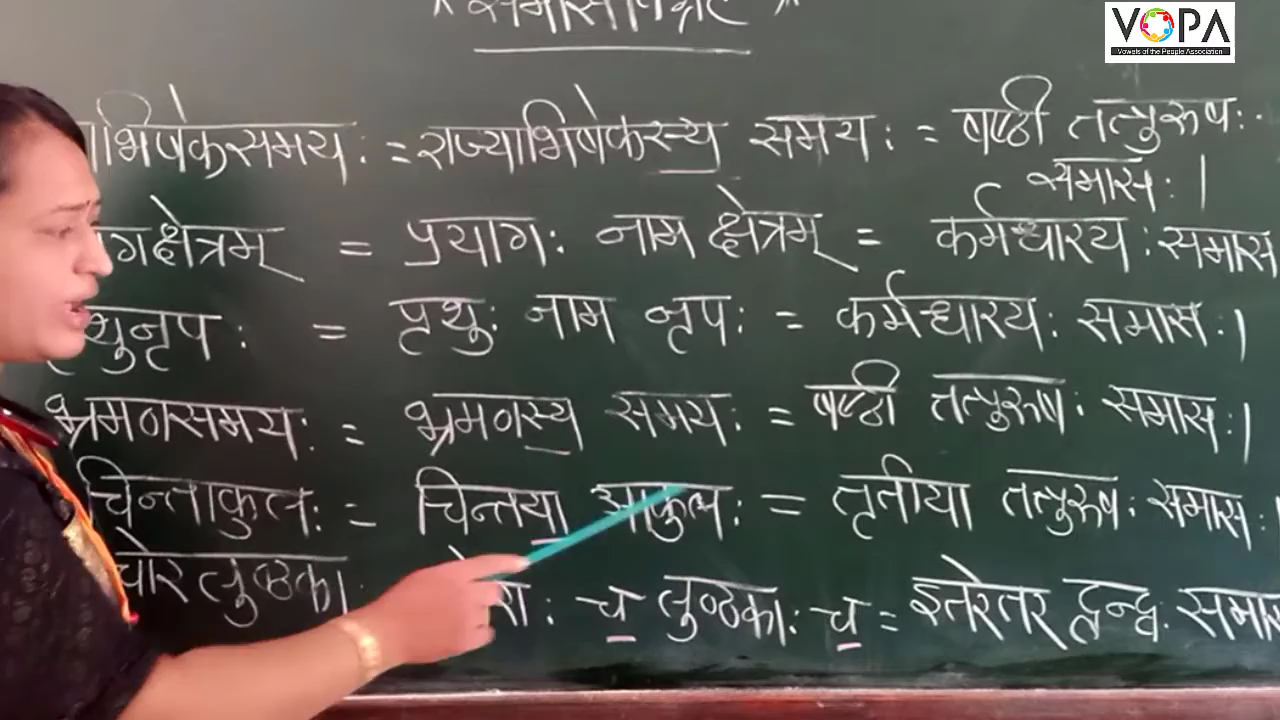 VOPA
Vowels of the People Association
भिषेकसमयः = राज्याभिषेकस्य समयः = षष्ठी तत्पुरुषः
समासः ।
गक्षेत्रम् = प्रयागः नाम क्षेत्रम् = कर्मधारयः समास
थुनृपः = पृथुः नाम नृपः = कर्मधारयः समासः ।
भ्रमणसमयः = भ्रमणस्य समयः = षष्ठी तत्पुरुषः समासः ।
चिन्ताकुलः = चिन्तया आकुलः = तृतीया तत्पुरुषः समासः ।
चोरलुण्ठकाः च लुण्ठकाः च = इतरेतर द्वन्द्वः समास